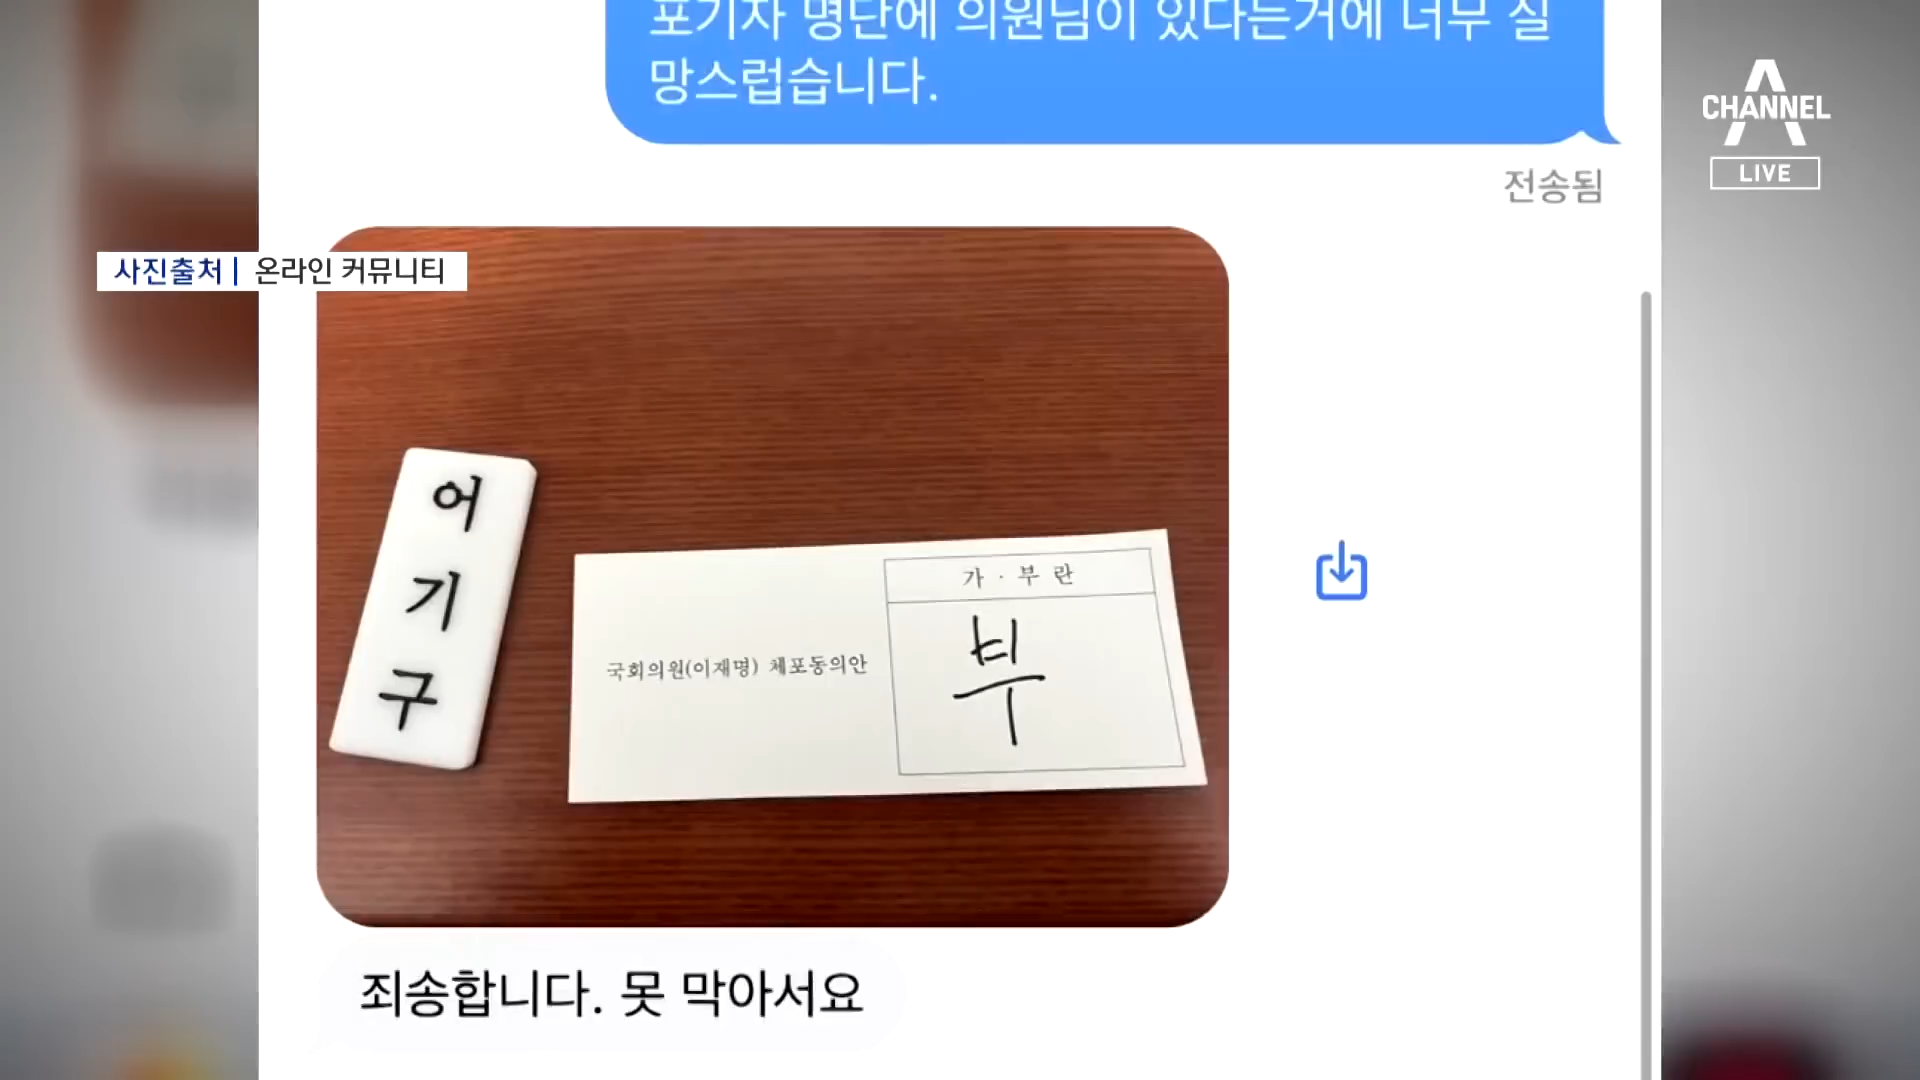 포기자 명단에 의원님이 있다는거에 너무 실
망스럽습니다.
CHANNEL A
LIVE
전송됨
사진출처 | 온라인 커뮤니티
어
기
구
가 · 부 란
국회의원(이재명) 체포동의안
부
죄송합니다. 못 막아서요